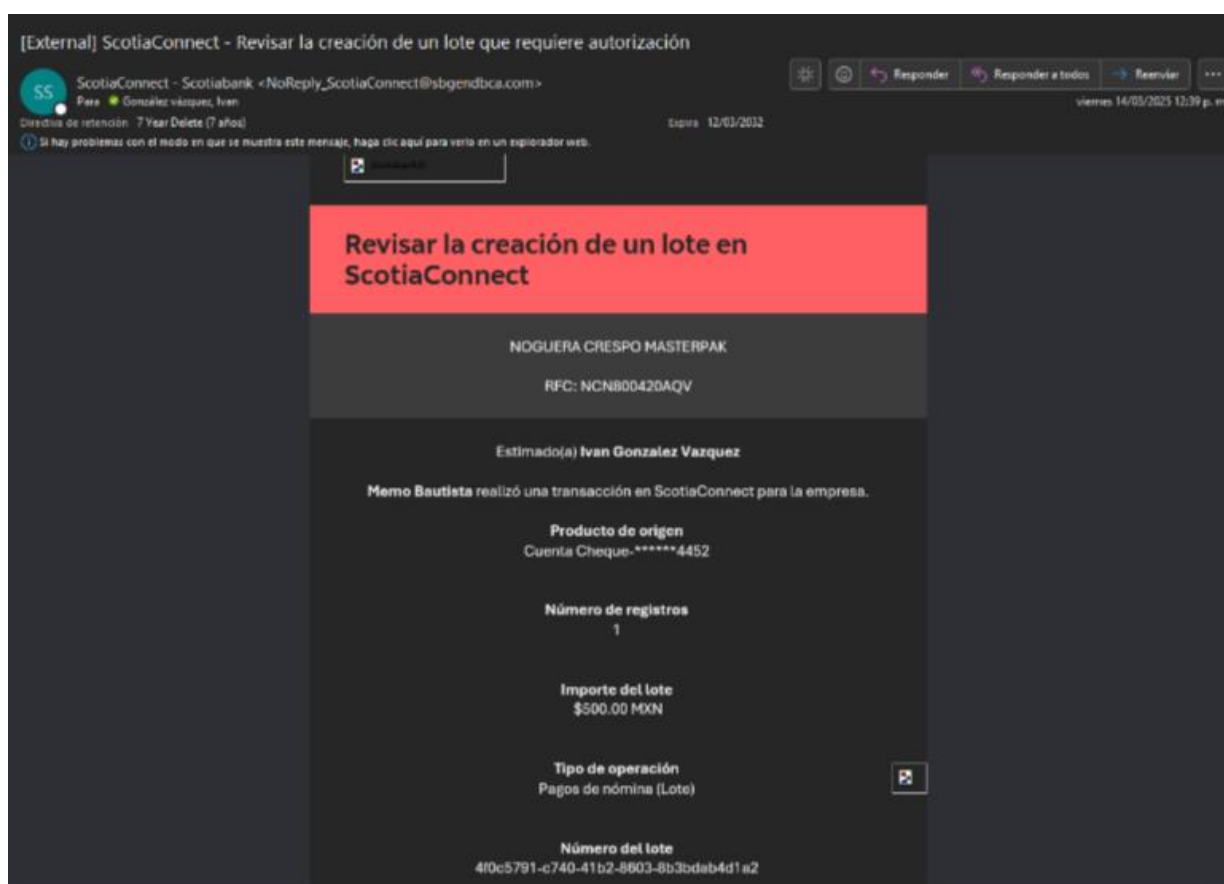 [External] ScotiaConnect - Revisar la creación de un lote que requiere autorización
SS
ScotiaConnect - Scotiabank <NoReply_ScotiaConnect@sbgendbca.com>
Responder
Responder a todos
Reenviar
Para González vázquez, Ivan
viernes 14/03/2025 12:39 p. m
Directiva de retención 7 Year Delete (7 años)
Expira 12/03/2032
Si hay problemas con el modo en que se muestra este mensaje, haga clic aquí para verlo en un explorador web.
Revisar la creación de un lote en
ScotiaConnect
NOGUERA CRESPO MASTERPAK
RFC: NCN800420AQV
Estimado(a) Ivan Gonzalez Vazquez
Memo Bautista realizó una transacción en ScotiaConnect para la empresa.
Producto de origen
Cuenta Cheque-******4452
Número de registros
1
Importe del lote
$500.00 MXN
Tipo de operación
Pagos de nómina (Lote)
Número del lote
4f0c5791-c740-41b2-8603-8b3bdab4d1a2